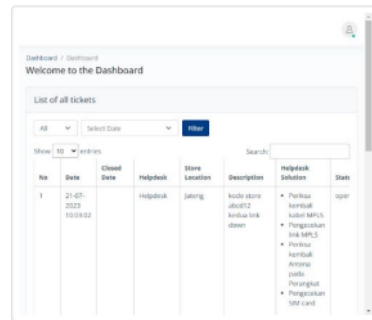 Dashboard / Dashboard
Welcome to the Dashboard
List of all tickets
All Select Date Filter
Show 10 entries Search:
No Date Closed Date Helpdesk Store Location Description Helpdesk Solution Stat
1 21-07-2023 10:03:02 Helpdesk Jateng kode store abcd12 kedua link down
• Periksa kembali kabel MPLS
• Pengecekan link MPLS
• Periksa kembali Antena pada Perangkat
• Pengecekan SIM card
open